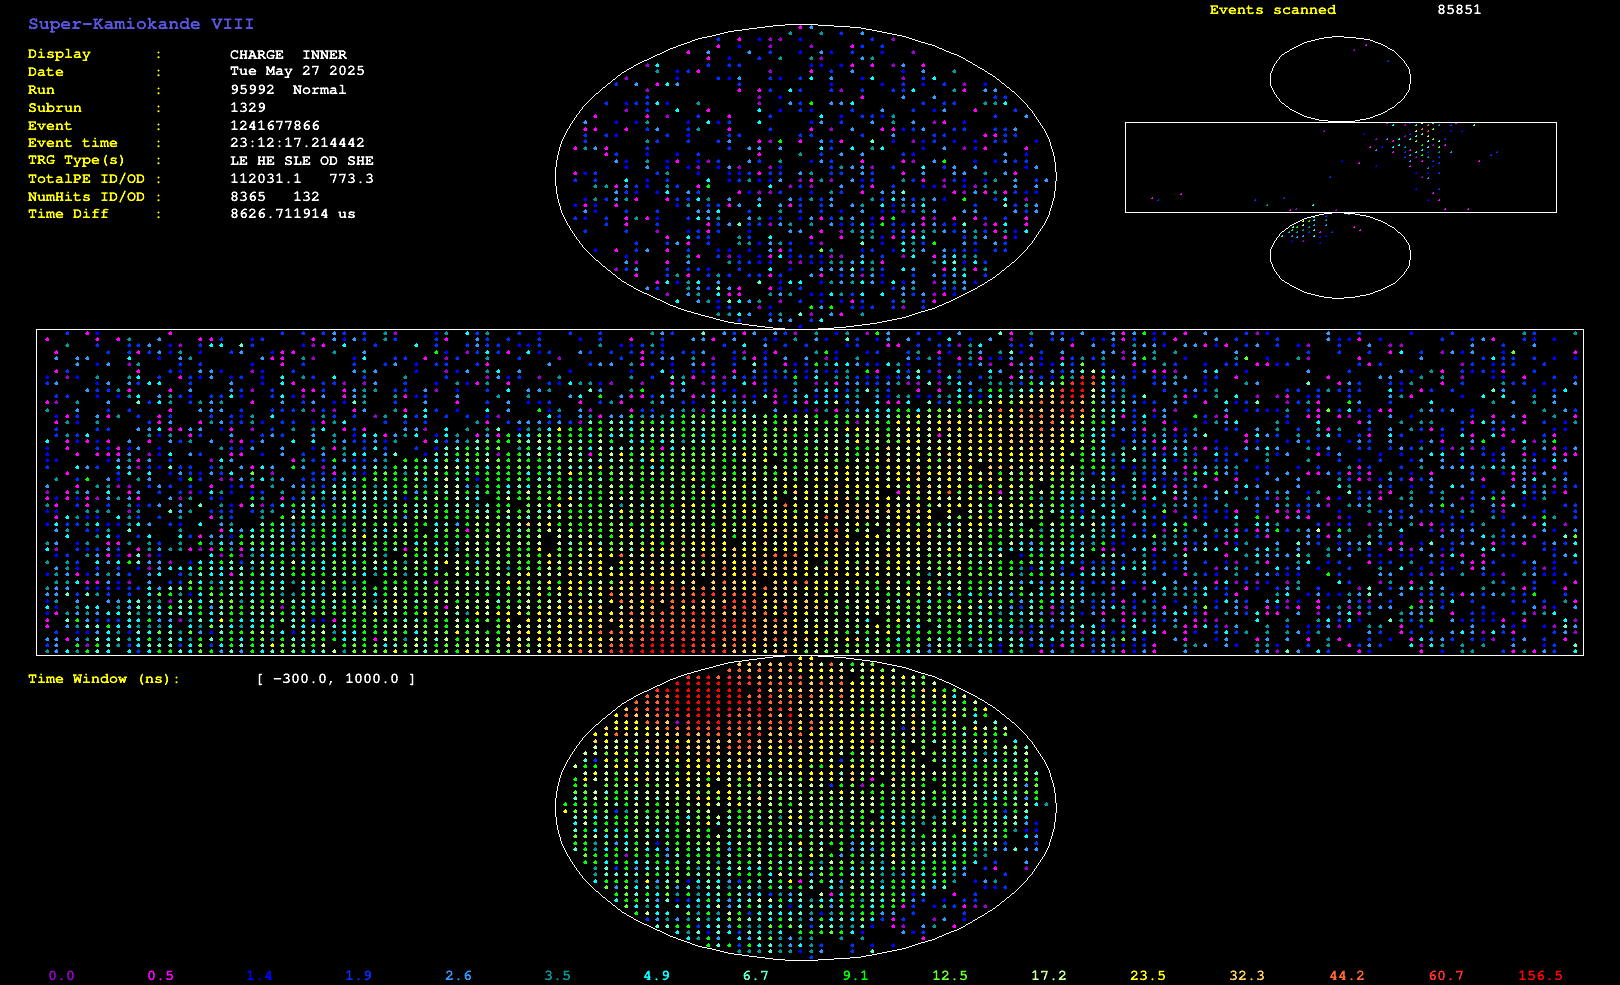 Super-Kamiokande VIII
Events scanned 85851
Display : CHARGE INNER
Date : Tue May 27 2025
Run : 95992 Normal
Subrun : 1329
Event : 1241677866
Event time : 23:12:17.214442
TRG Type(s) : LE HE SLE OD SHE
TotalPE ID/OD : 112031.1 773.3
NumHits ID/OD : 8365 132
Time Diff : 8626.711914 us
Time Window (ns): [ -300.0, 1000.0 ]
0.0 0.5 1.4 1.9 2.6 3.5 4.9 6.7 9.1 12.5 17.2 23.5 32.3 44.2 60.7 156.5